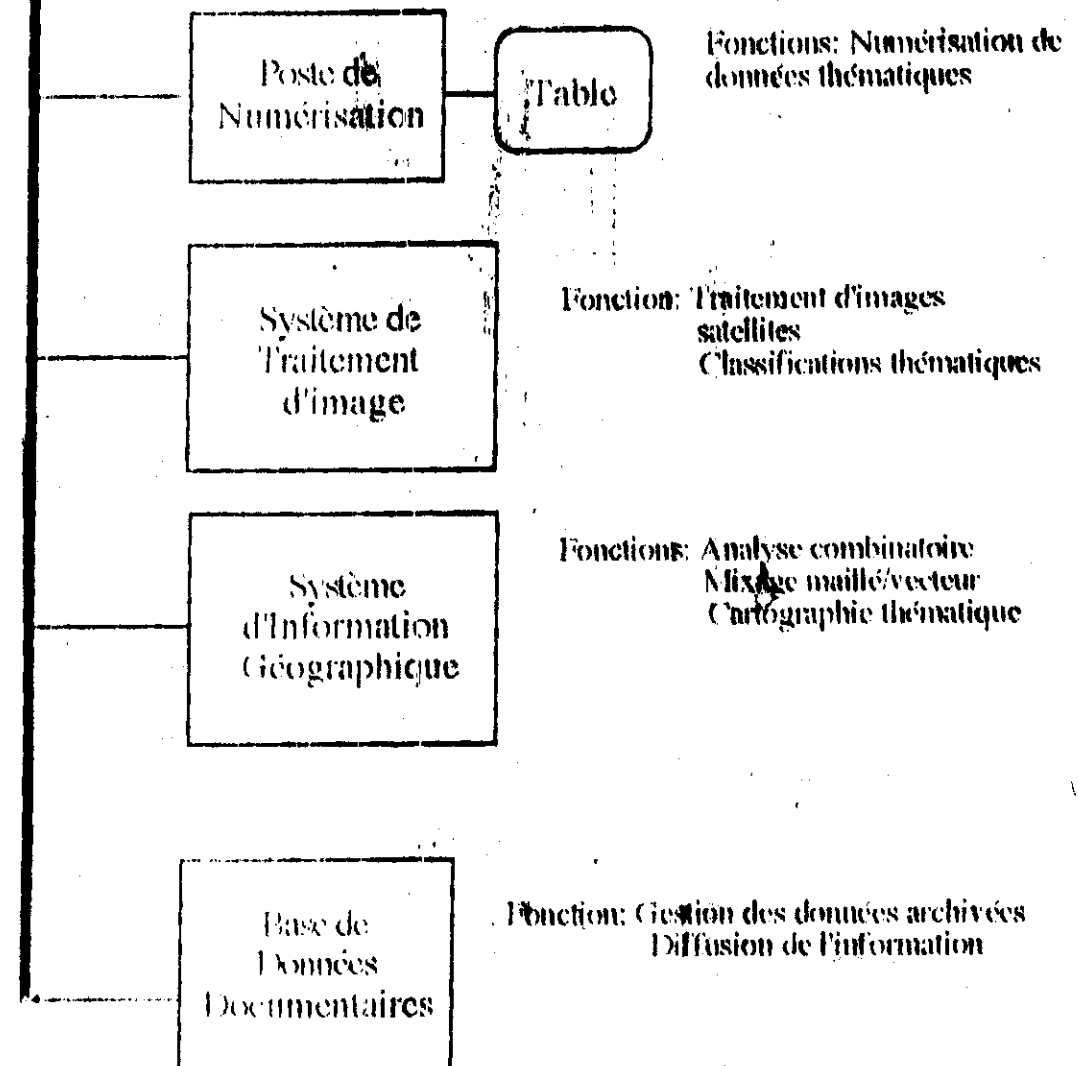 Poste de
Numérisation
Table
Fonctions: Numérisation de
données thématiques
Système de
Traitement
d'image
Fonction: Traitement d'images
satellites
Classifications thématiques
Système
d'Information
Géographique
Fonctions: Analyse combinatoire
Mixage maillé/vecteur
Cartographie thématique
Base de
Données
Documentaires
Fonction: Gestion des données archivées
Diffusion de l'information